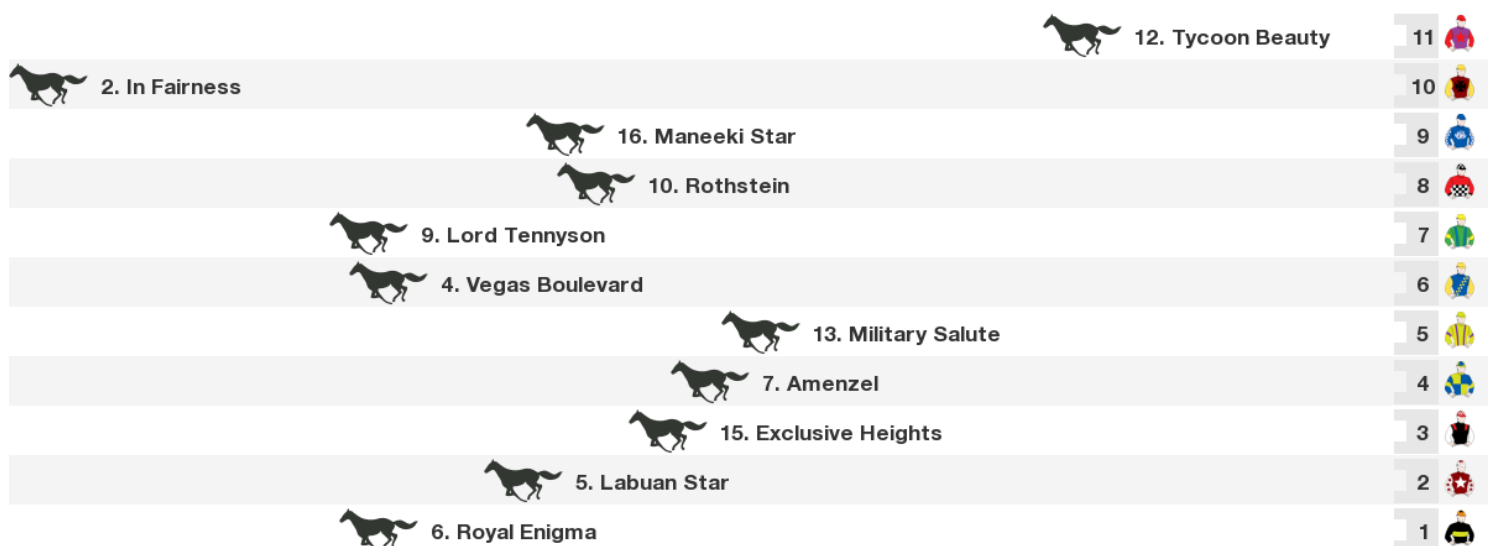 12. Tycoon Beauty 11
2. In Fairness 10
16. Maneeki Star 9
10. Rothstein 8
9. Lord Tennyson 7
4. Vegas Boulevard 6
13. Military Salute 5
7. Amenzel 4
15. Exclusive Heights 3
5. Labuan Star 2
6. Royal Enigma 1